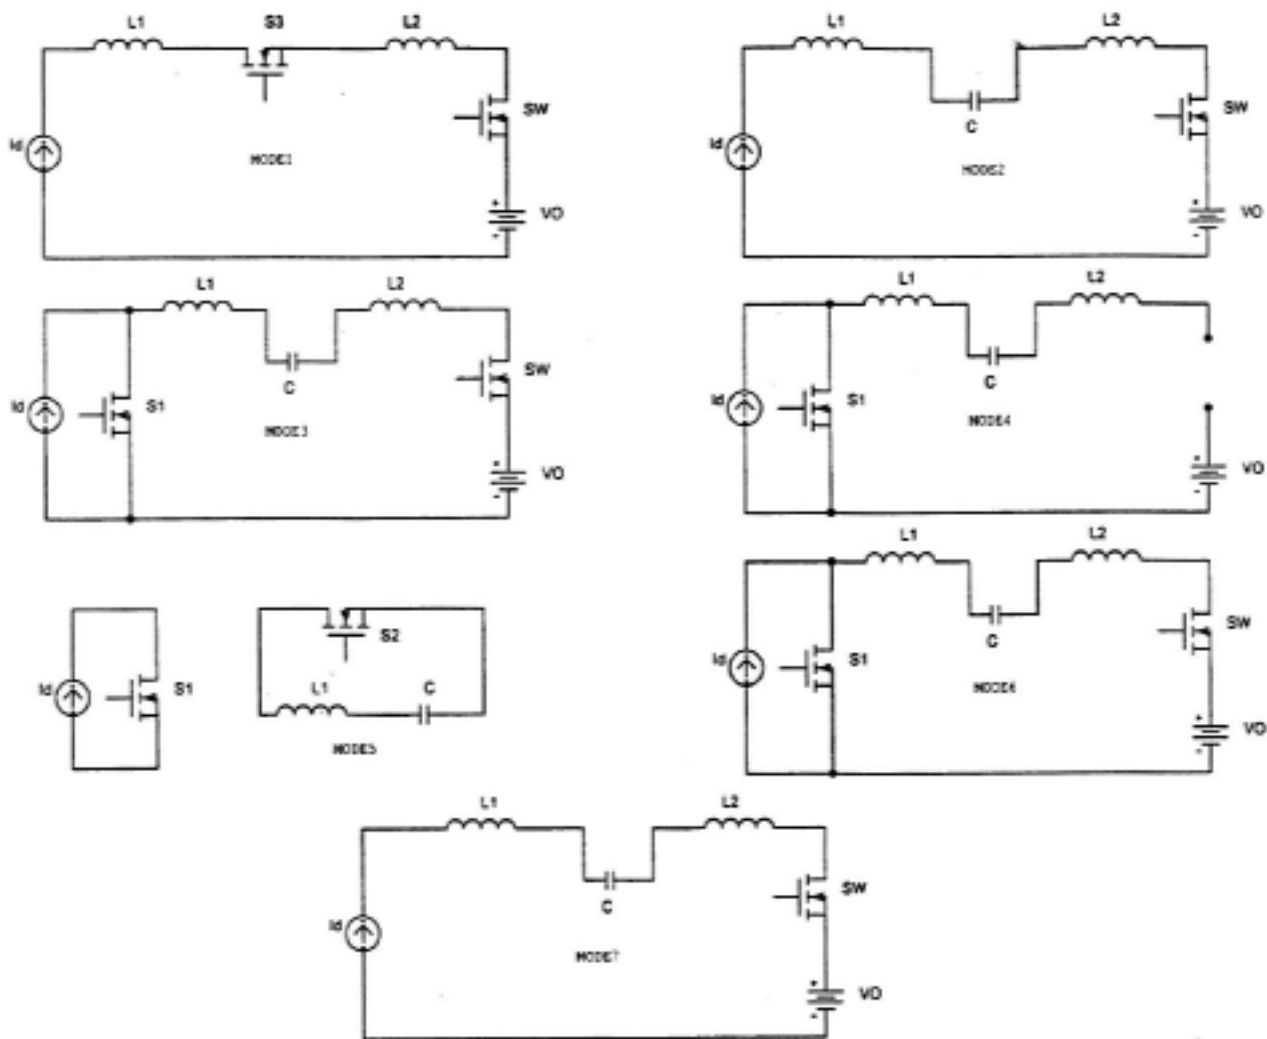 L1 S3 L2
SW
Id
MODE1
VO
L1 L2
C
SW
Id
MODE2
VO
L1 L2
C
SW
Id
S1
MODE3
VO
L1 L2
C
Id
S1
MODE4
VO
Id
S1
S2
L1 C
MODE5
L1 L2
C
SW
Id
S1
MODE6
VO
L1 L2
C
SW
Id
MODE7
VO